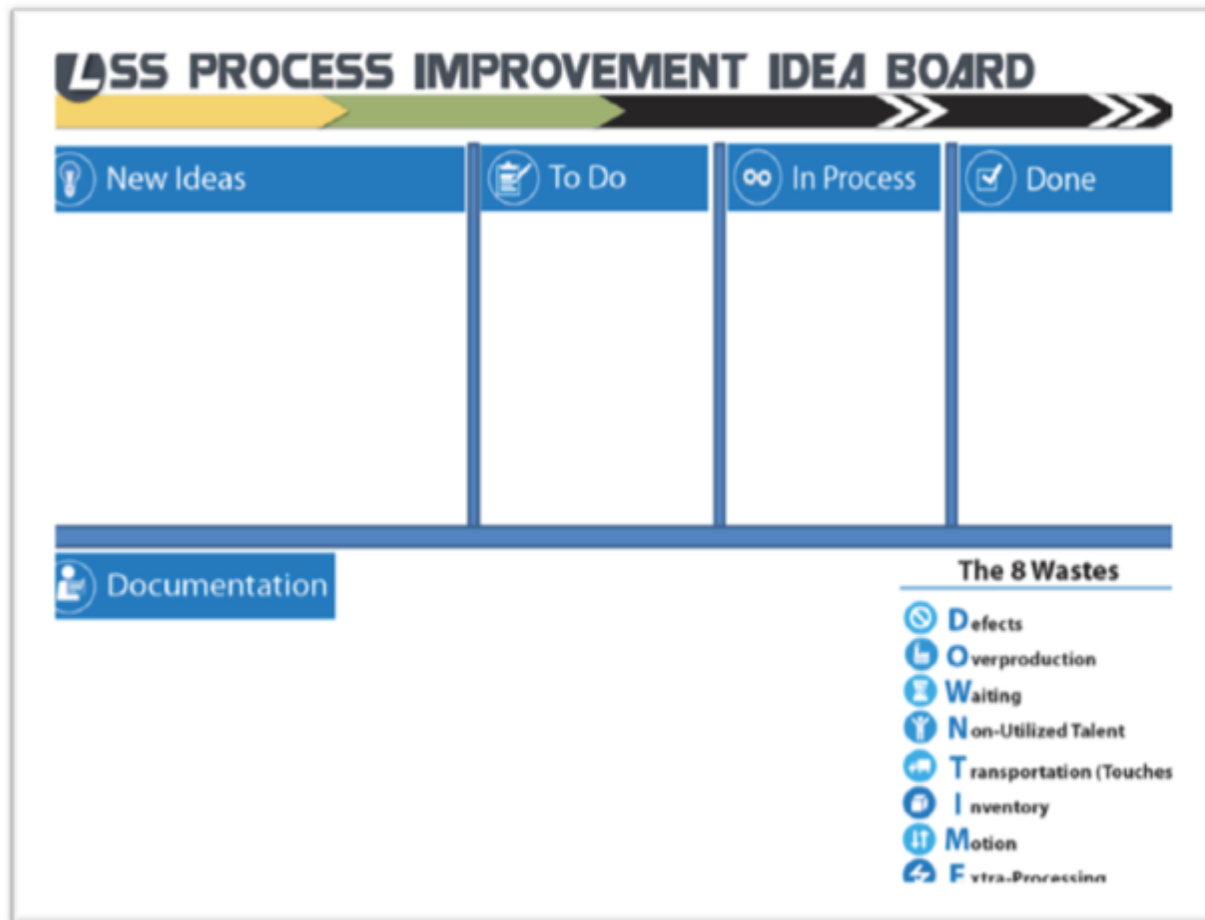 LSS PROCESS IMPROVEMENT IDEA BOARD
New Ideas
To Do
In Process
Done
Documentation
The 8 Wastes
Defects
Overproduction
Waiting
Non-Utilized Talent
Transportation (Touches
Inventory
Motion
Extra-Processing